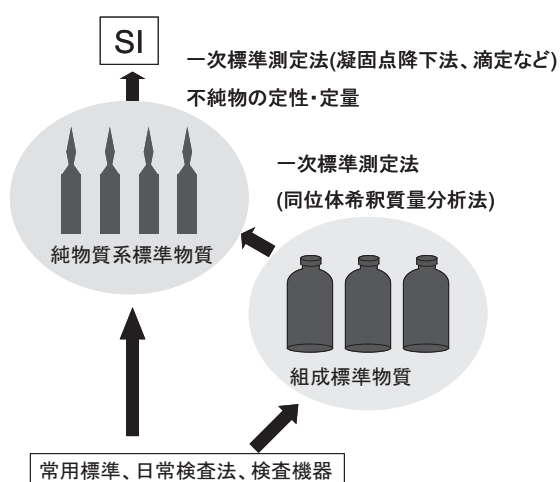 SI
一次標準測定法(凝固点降下法、滴定など)
不純物の定性・定量
一次標準測定法
(同位体希釈質量分析法)
純物質系標準物質
組成標準物質
常用標準、日常検査法、検査機器